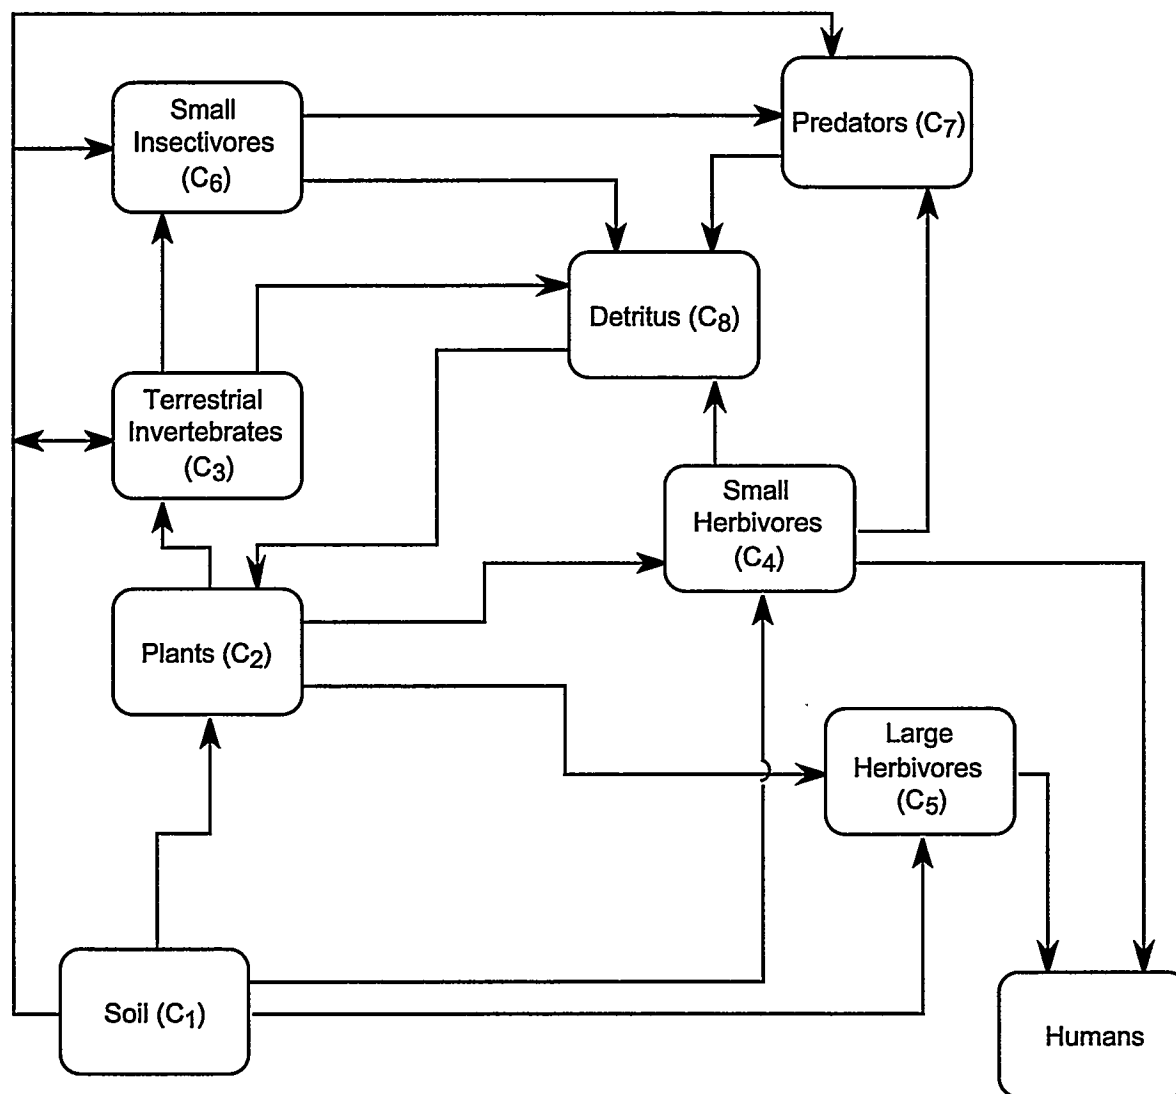 Small
Insectivores
(C6)
Predators (C7)
Detritus (C8)
Terrestrial
Invertebrates
(C3)
Small
Herbivores
(C4)
Plants (C2)
Large
Herbivores
(C5)
Soil (C1)
Humans